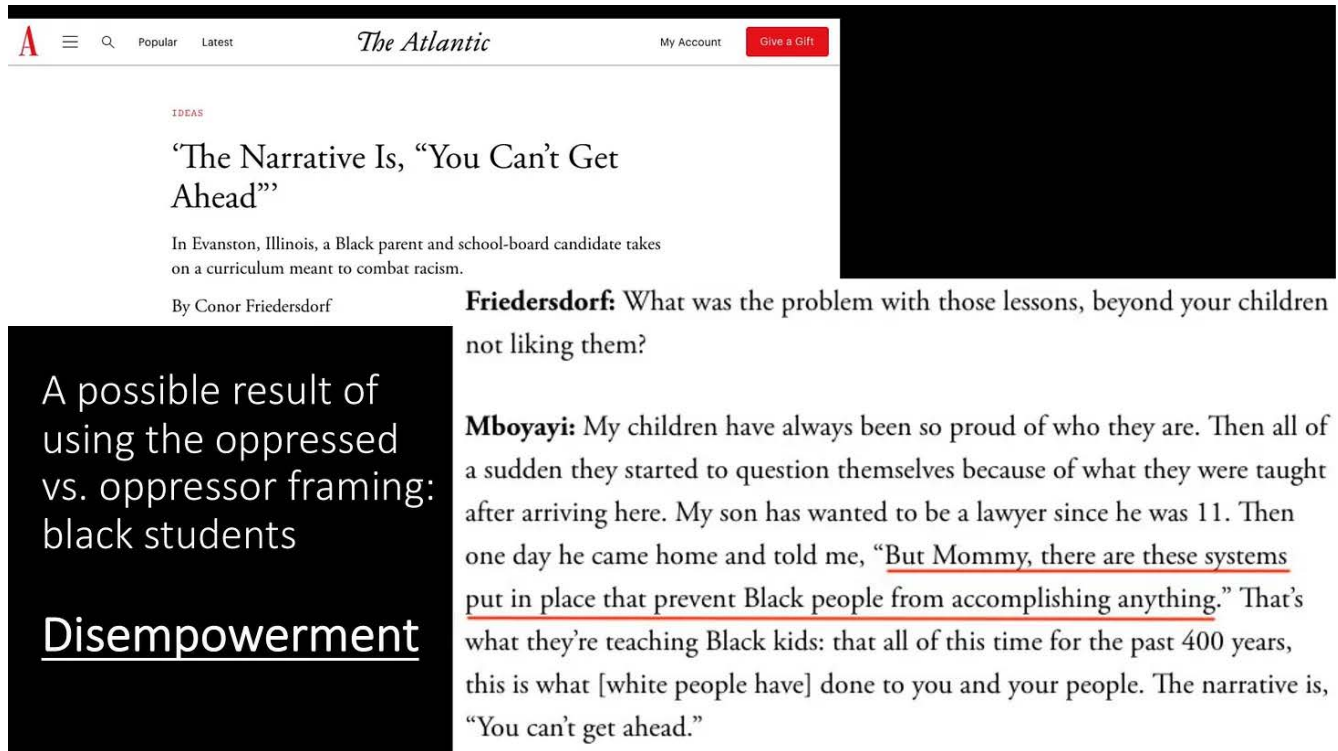 A
Popular Latest The Atlantic My Account Give a Gift
IDEAS
‘The Narrative Is, “You Can’t Get
Ahead”’
In Evanston, Illinois, a Black parent and school-board candidate takes
on a curriculum meant to combat racism.
By Conor Friedersdorf
Friedersdorf: What was the problem with those lessons, beyond your children
not liking them?
Mboyayi: My children have always been so proud of who they are. Then all of
a sudden they started to question themselves because of what they were taught
after arriving here. My son has wanted to be a lawyer since he was 11. Then
one day he came home and told me, “But Mommy, there are these systems
put in place that prevent Black people from accomplishing anything.” That’s
what they’re teaching Black kids: that all of this time for the past 400 years,
this is what [white people have] done to you and your people. The narrative is,
“You can’t get ahead.”
A possible result of
using the oppressed
vs. oppressor framing:
black students
Disempowerment